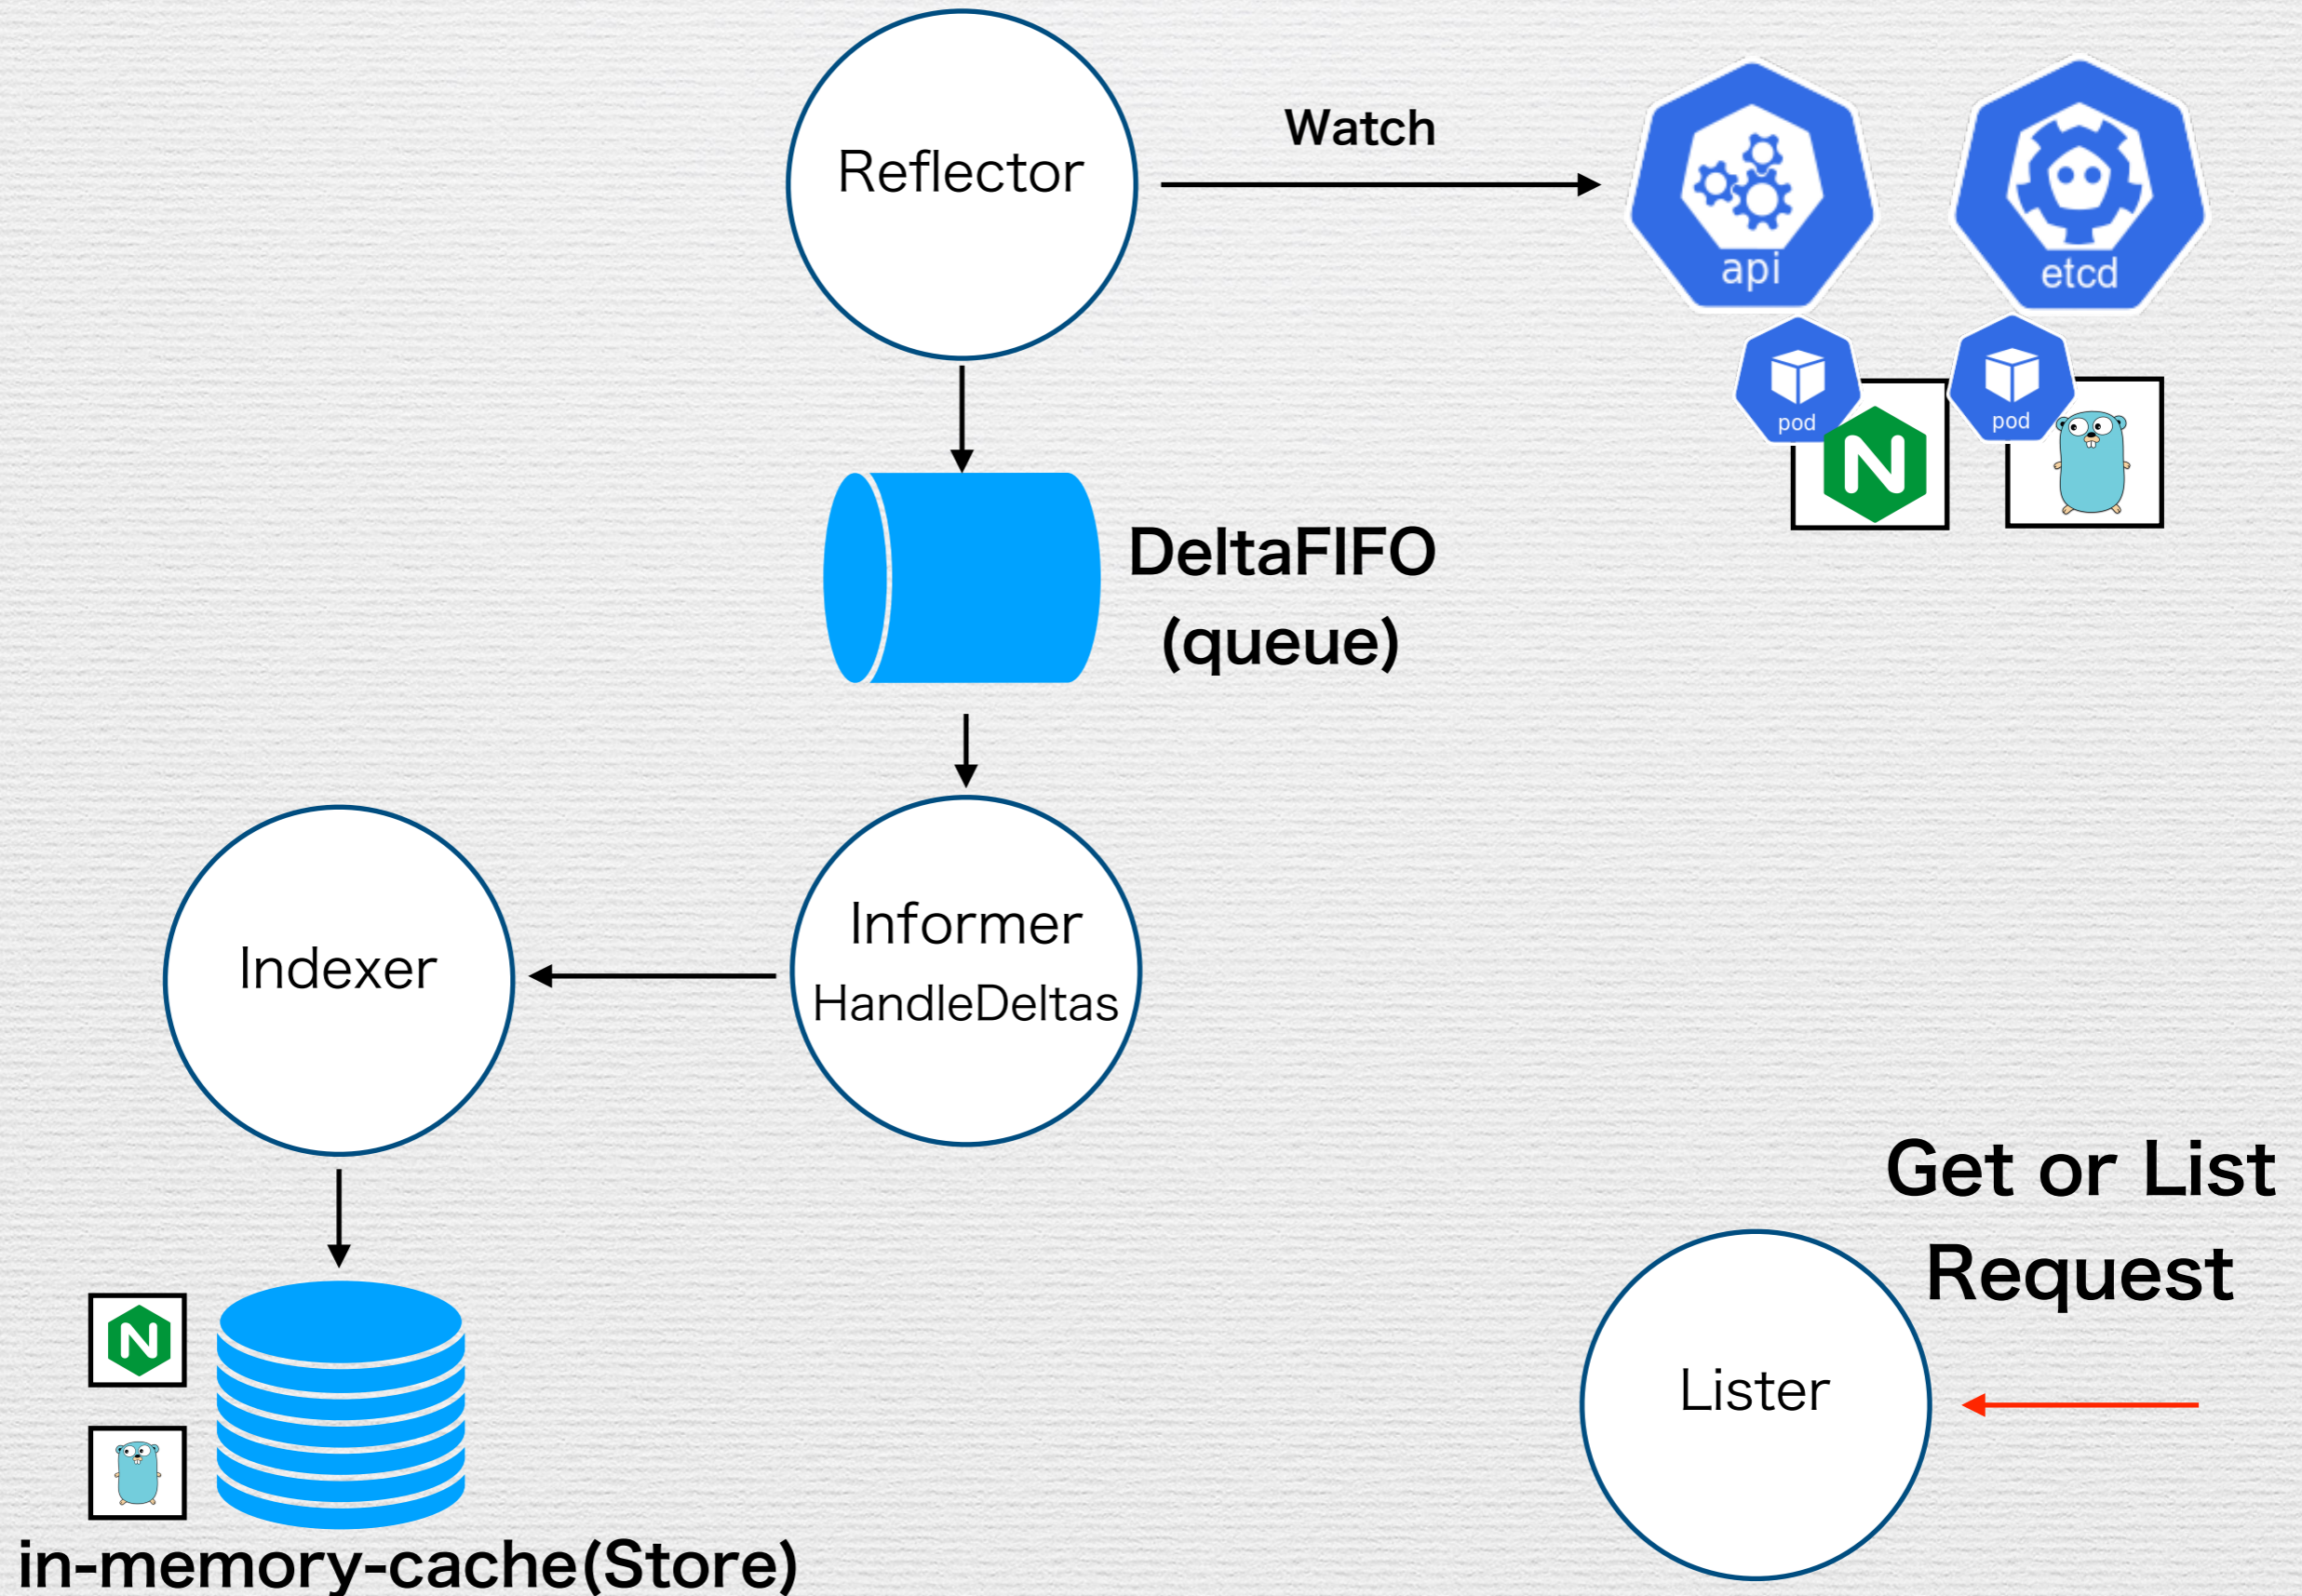 Reflector
Watch
api
etcd
pod
pod
N
DeltaFIFO
(queue)
Informer
HandleDeltas
Indexer
Get or List
Request
Lister
N
in-memory-cache(Store)